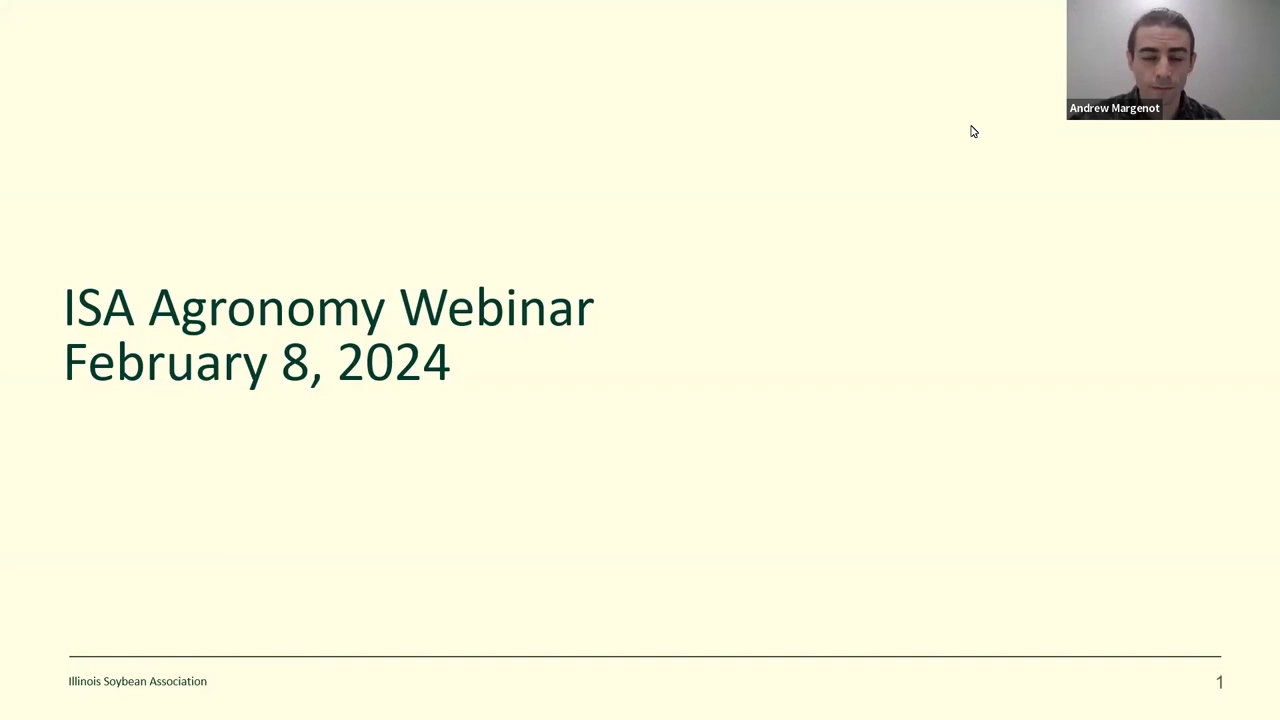 Andrew Margenot
ISA Agronomy Webinar
February 8, 2024
Illinois Soybean Association
1